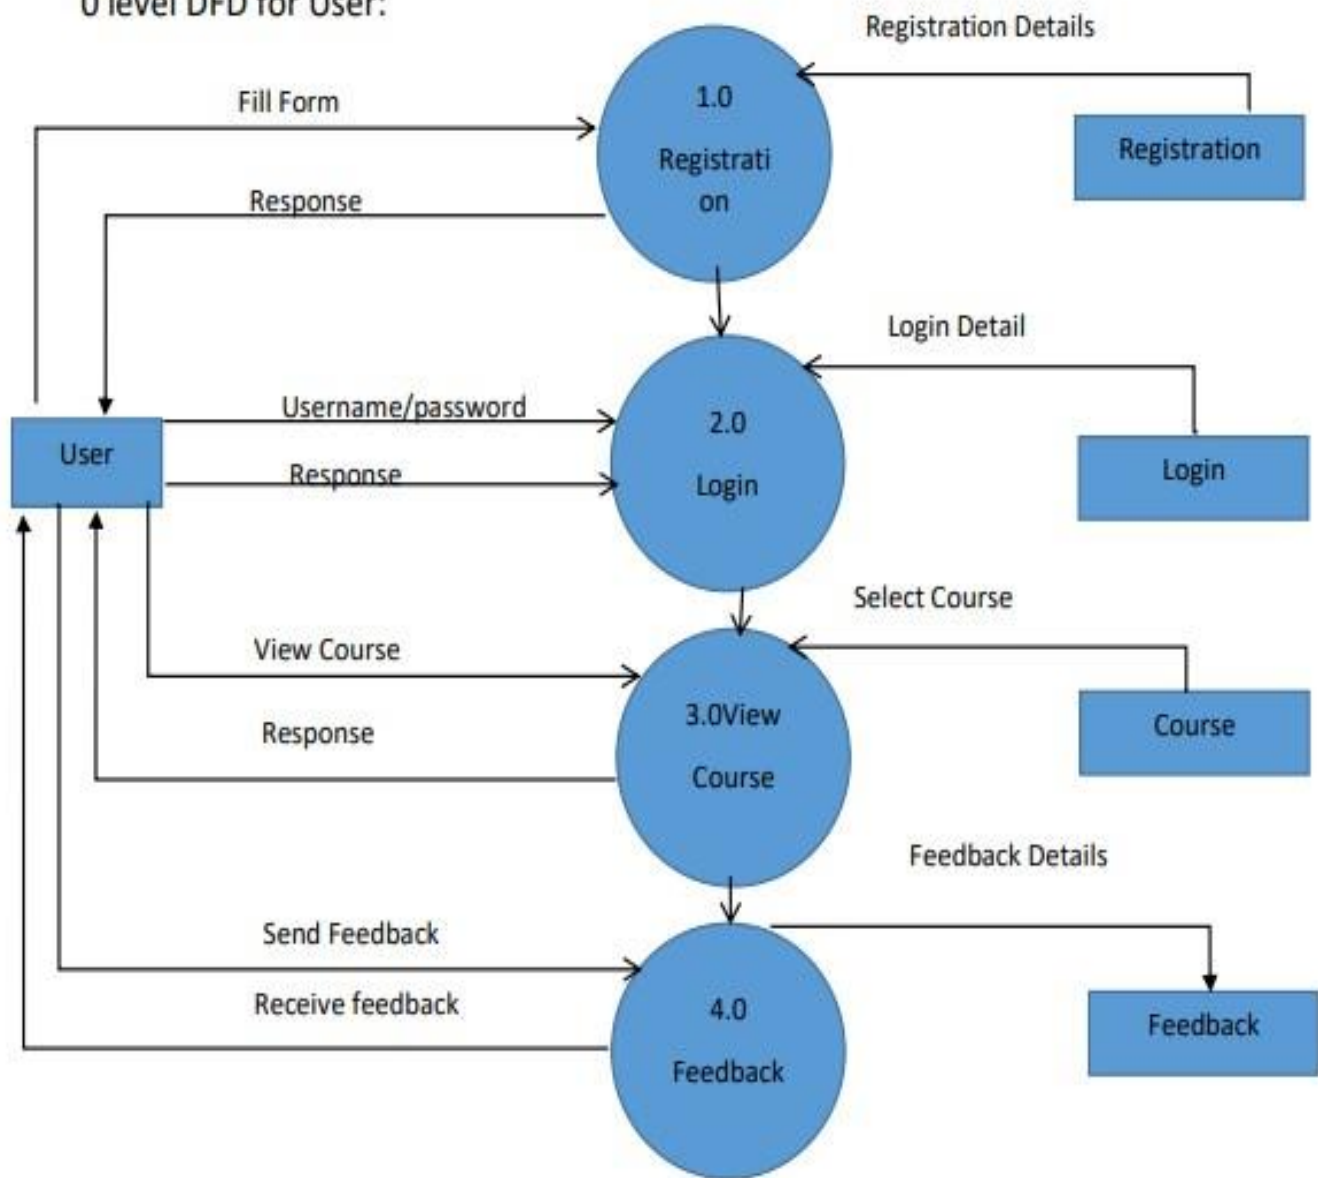 0 level DFD for User:
Registration Details
Fill Form
1.0
Registrati
on
Registration
Response
Login Detail
Username/password
2.0
User
Response
Login
Login
Select Course
View Course
3.0View
Course
Response
Course
Feedback Details
Send Feedback
Receive feedback
4.0
Feedback
Feedback